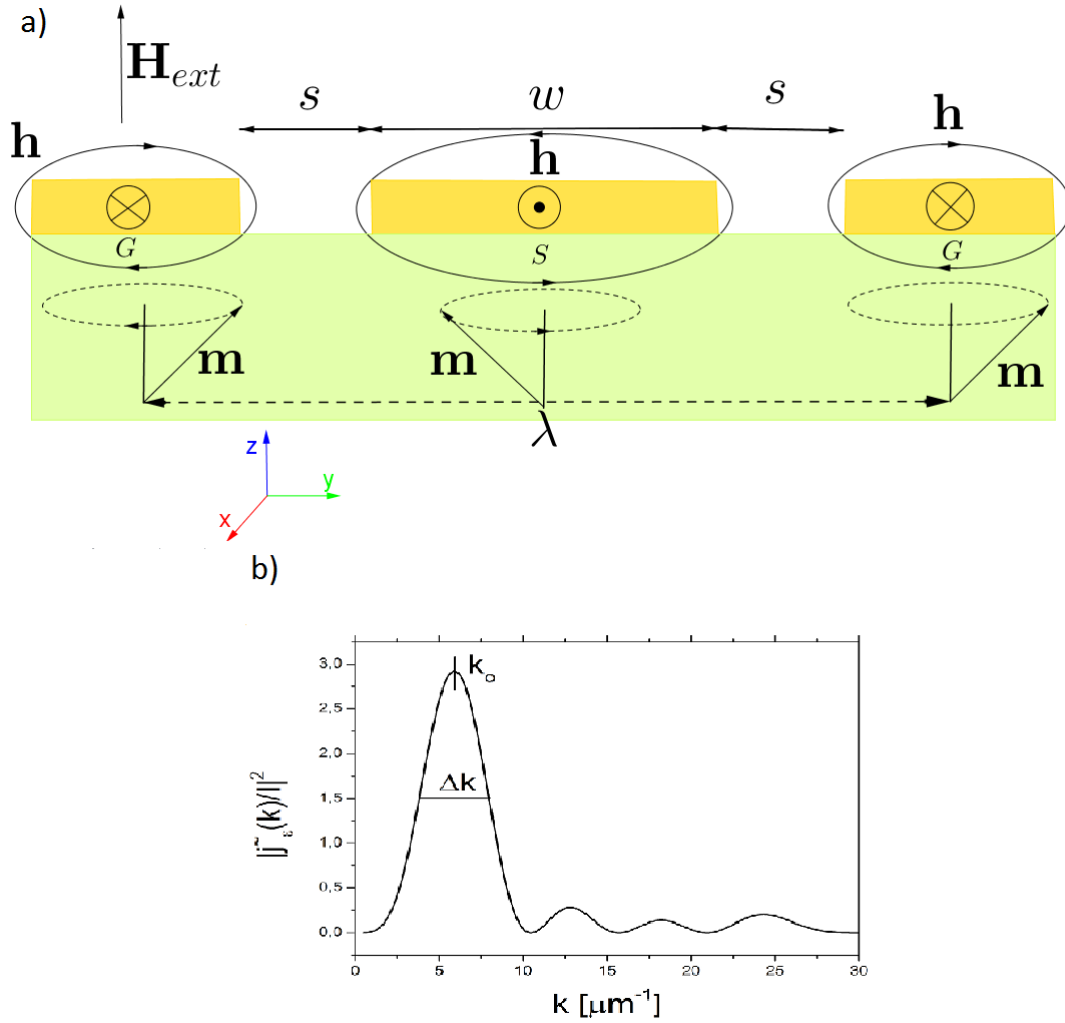 a)
H_ext
s w s
h h h
G S G
m m m
λ
z
y
x
b)
3,0
k_o
2,5
2,0
Δk
1,5
1,0
0,5
0,0
||j̃_ε(k)/I||²
0 5 10 15 20 25 30
k [μm⁻¹]